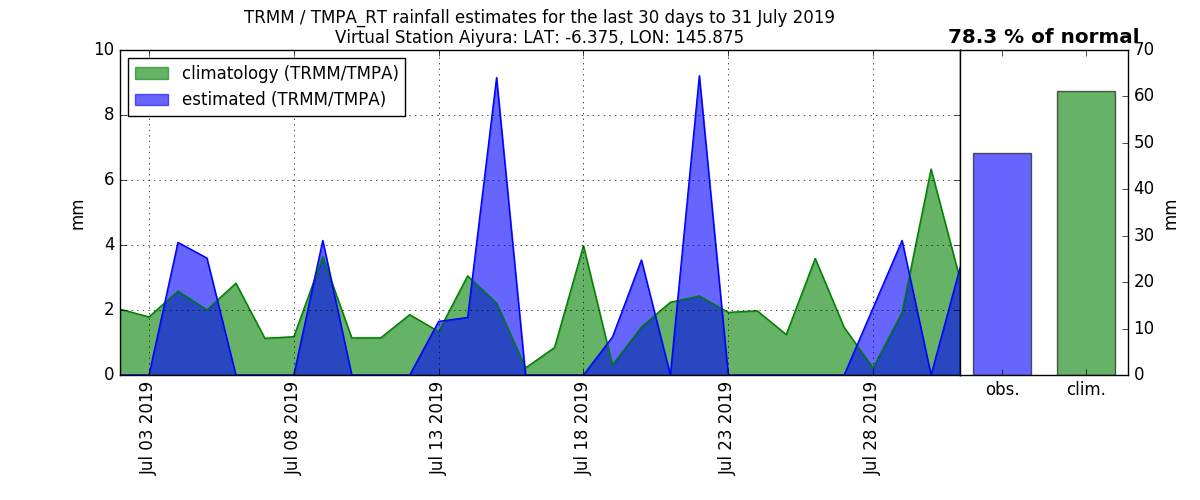 TRMM / TMPA_RT rainfall estimates for the last 30 days to 31 July 2019
Virtual Station Aiyura: LAT: -6.375, LON: 145.875
78.3 % of normal
climatology (TRMM/TMPA)
estimated (TRMM/TMPA)
10
8
6
4
2
0
mm
Jul 03 2019
Jul 08 2019
Jul 13 2019
Jul 18 2019
Jul 23 2019
Jul 28 2019
obs.
clim.
70
60
50
40
30
20
10
0
mm